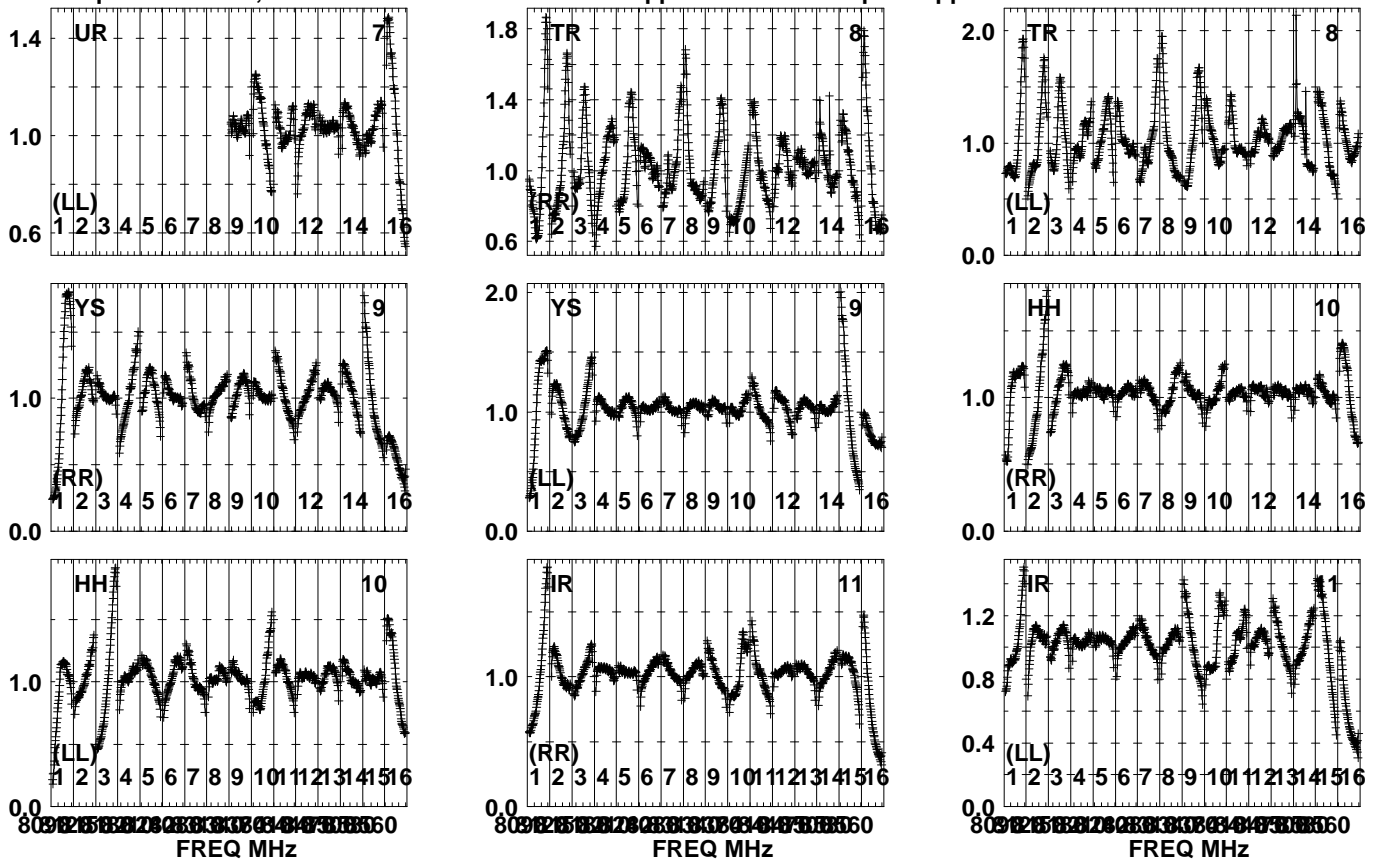 UR 7 TR 8 TR 8
1.4 1.0 0.6
1.8 1.4 1.0 0.6
2.0 1.0 0.0
(LL) (RR) (LL)
1 2 3 4 5 6 7 8 9 10 12 14 16
1 2 3 4 5 6 7 8 9 10 12 14 16
1 2 3 4 5 6 7 8 9 10 12 14 16
YS 9 YS 9 HH 10
1.0 0.0
2.0 1.0 0.0
1.0 0.0
(RR) (LL) (RR)
1 2 3 4 5 6 7 8 9 10 12 14 16
1 2 3 4 5 6 7 8 9 10 12 14 16
1 2 3 4 5 6 7 8 9 10 12 14 16
HH 10 IR 11 IR 11
1.0 0.0
1.0 0.0
1.2 0.8 0.4 0.0
(LL) (RR) (LL)
1 2 3 4 5 6 7 8 9 10 11 12 13 14 15 16
1 2 3 4 5 6 7 8 9 10 11 12 13 14 15 16
1 2 3 4 5 6 7 8 9 10 11 12 13 14 15 16
FREQ MHz FREQ MHz FREQ MHz